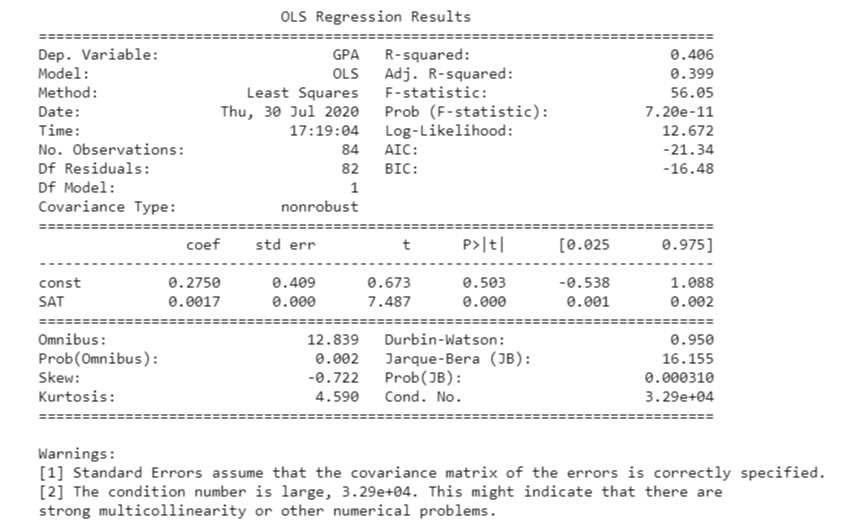 OLS Regression Results
==============================================================================
Dep. Variable: GPA R-squared: 0.406
Model: OLS Adj. R-squared: 0.399
Method: Least Squares F-statistic: 56.05
Date: Thu, 30 Jul 2020 Prob (F-statistic): 7.20e-11
Time: 17:19:04 Log-Likelihood: 12.672
No. Observations: 84 AIC: -21.34
Df Residuals: 82 BIC: -16.48
Df Model: 1
Covariance Type: nonrobust
==============================================================================
coef std err t P>|t| [0.025 0.975]
------------------------------------------------------------------------------
const 0.2750 0.409 0.673 0.503 -0.538 1.088
SAT 0.0017 0.000 7.487 0.000 0.001 0.002
==============================================================================
Omnibus: 12.839 Durbin-Watson: 0.950
Prob(Omnibus): 0.002 Jarque-Bera (JB): 16.155
Skew: -0.722 Prob(JB): 0.000310
Kurtosis: 4.590 Cond. No. 3.29e+04
==============================================================================
Warnings:
[1] Standard Errors assume that the covariance matrix of the errors is correctly specified.
[2] The condition number is large, 3.29e+04. This might indicate that there are
strong multicollinearity or other numerical problems.